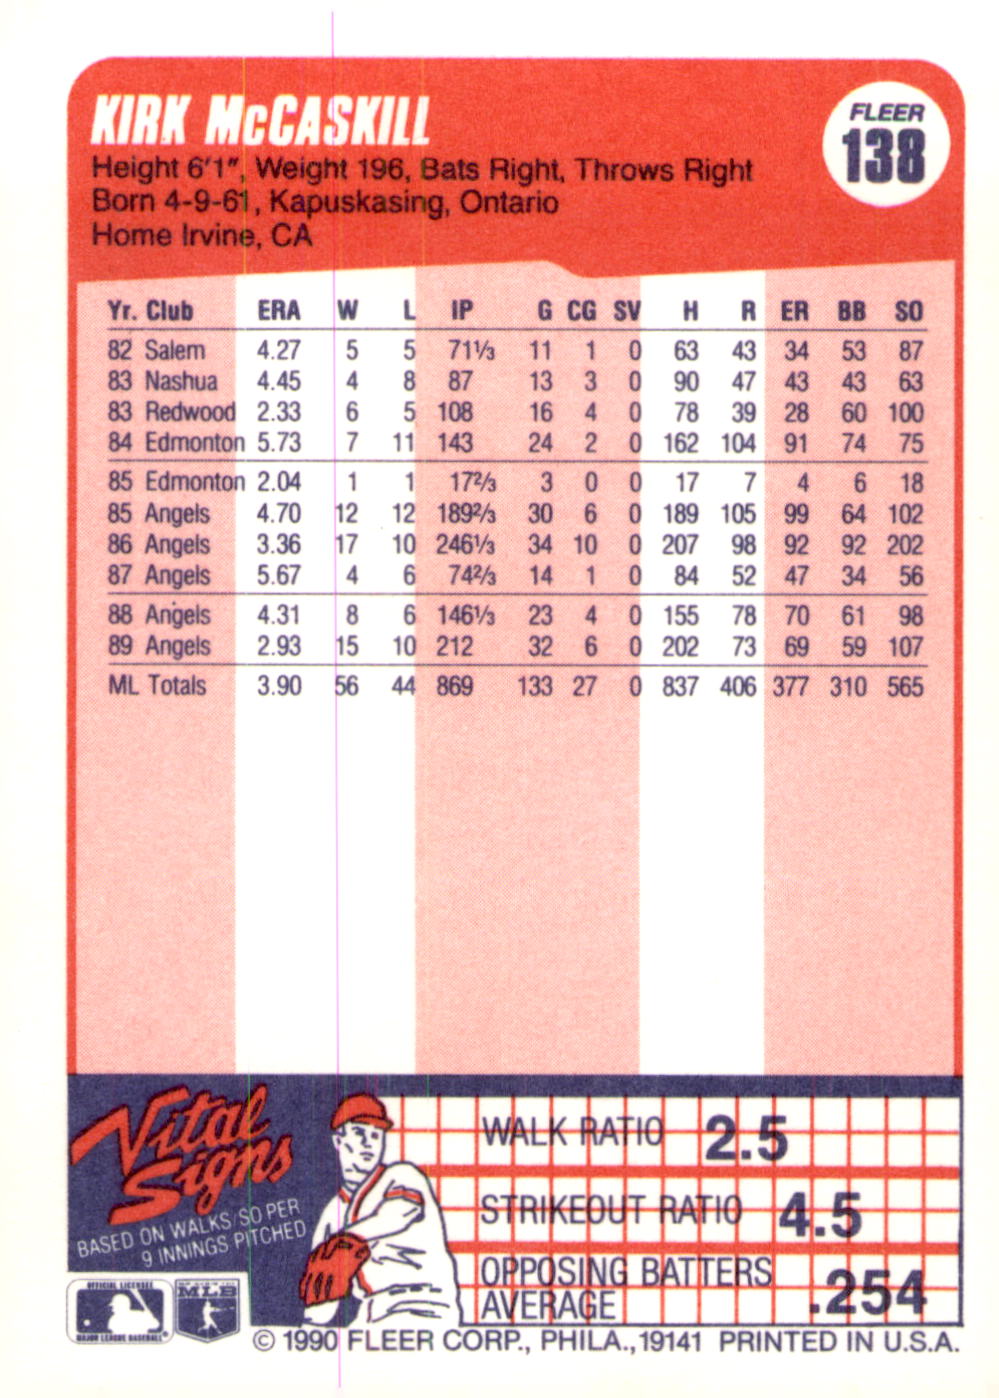 KIRK McCASKILL
FLEER
138
Height 6'1", Weight 196, Bats Right, Throws Right
Born 4-9-61, Kapuskasing, Ontario
Home Irvine, CA
Yr. Club ERA W L IP G CG SV H R ER BB SO
82 Salem 4.27 5 5 71⅓ 11 1 0 63 43 34 53 87
83 Nashua 4.45 4 8 87 13 3 0 90 47 43 43 63
83 Redwood 2.33 6 5 108 16 4 0 78 39 28 60 100
84 Edmonton 5.73 7 11 143 24 2 0 162 104 91 74 75
85 Edmonton 2.04 1 1 17⅔ 3 0 0 17 7 4 6 18
85 Angels 4.70 12 12 189⅔ 30 6 0 189 105 99 64 102
86 Angels 3.36 17 10 246⅓ 34 10 0 207 98 92 92 202
87 Angels 5.67 4 6 74⅔ 14 1 0 84 52 47 34 56
88 Angels 4.31 8 6 146⅓ 23 4 0 155 78 70 61 98
89 Angels 2.93 15 10 212 32 6 0 202 73 69 59 107
ML Totals 3.90 56 44 869 133 27 0 837 406 377 310 565
Vital
Signs
BASED ON WALKS/SO PER
9 INNINGS PITCHED
WALK RATIO 2.5
STRIKEOUT RATIO 4.5
OPPOSING BATTERS
AVERAGE .254
OFFICIAL LICENSEE
MAJOR LEAGUE BASEBALL
MLB
© 1990 FLEER CORP., PHILA., 19141 PRINTED IN U.S.A.